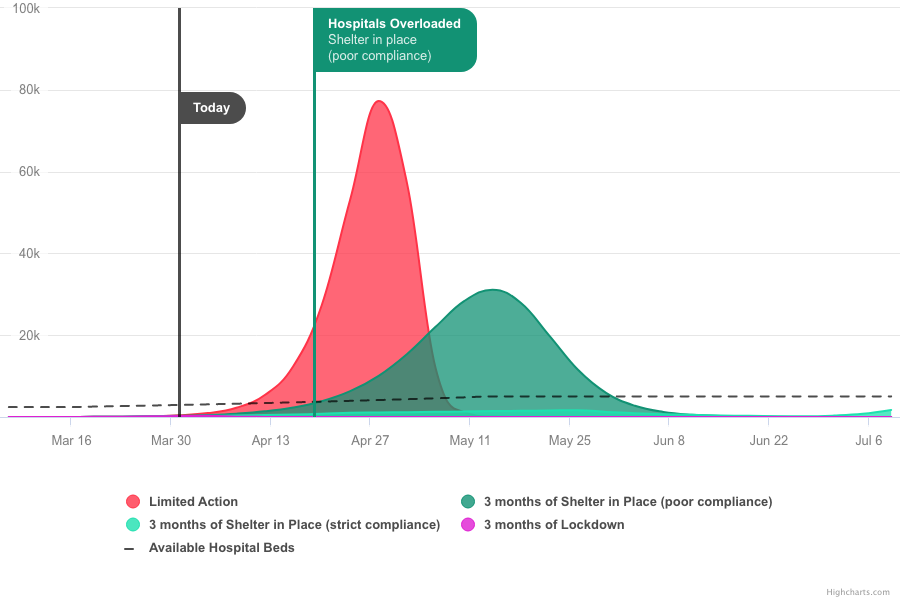 100k
Hospitals Overloaded
Shelter in place
(poor compliance)
80k
Today
60k
40k
20k
Mar 16 Mar 30 Apr 13 Apr 27 May 11 May 25 Jun 8 Jun 22 Jul 6
Limited Action
3 months of Shelter in Place (poor compliance)
3 months of Shelter in Place (strict compliance)
3 months of Lockdown
Available Hospital Beds
Highcharts.com